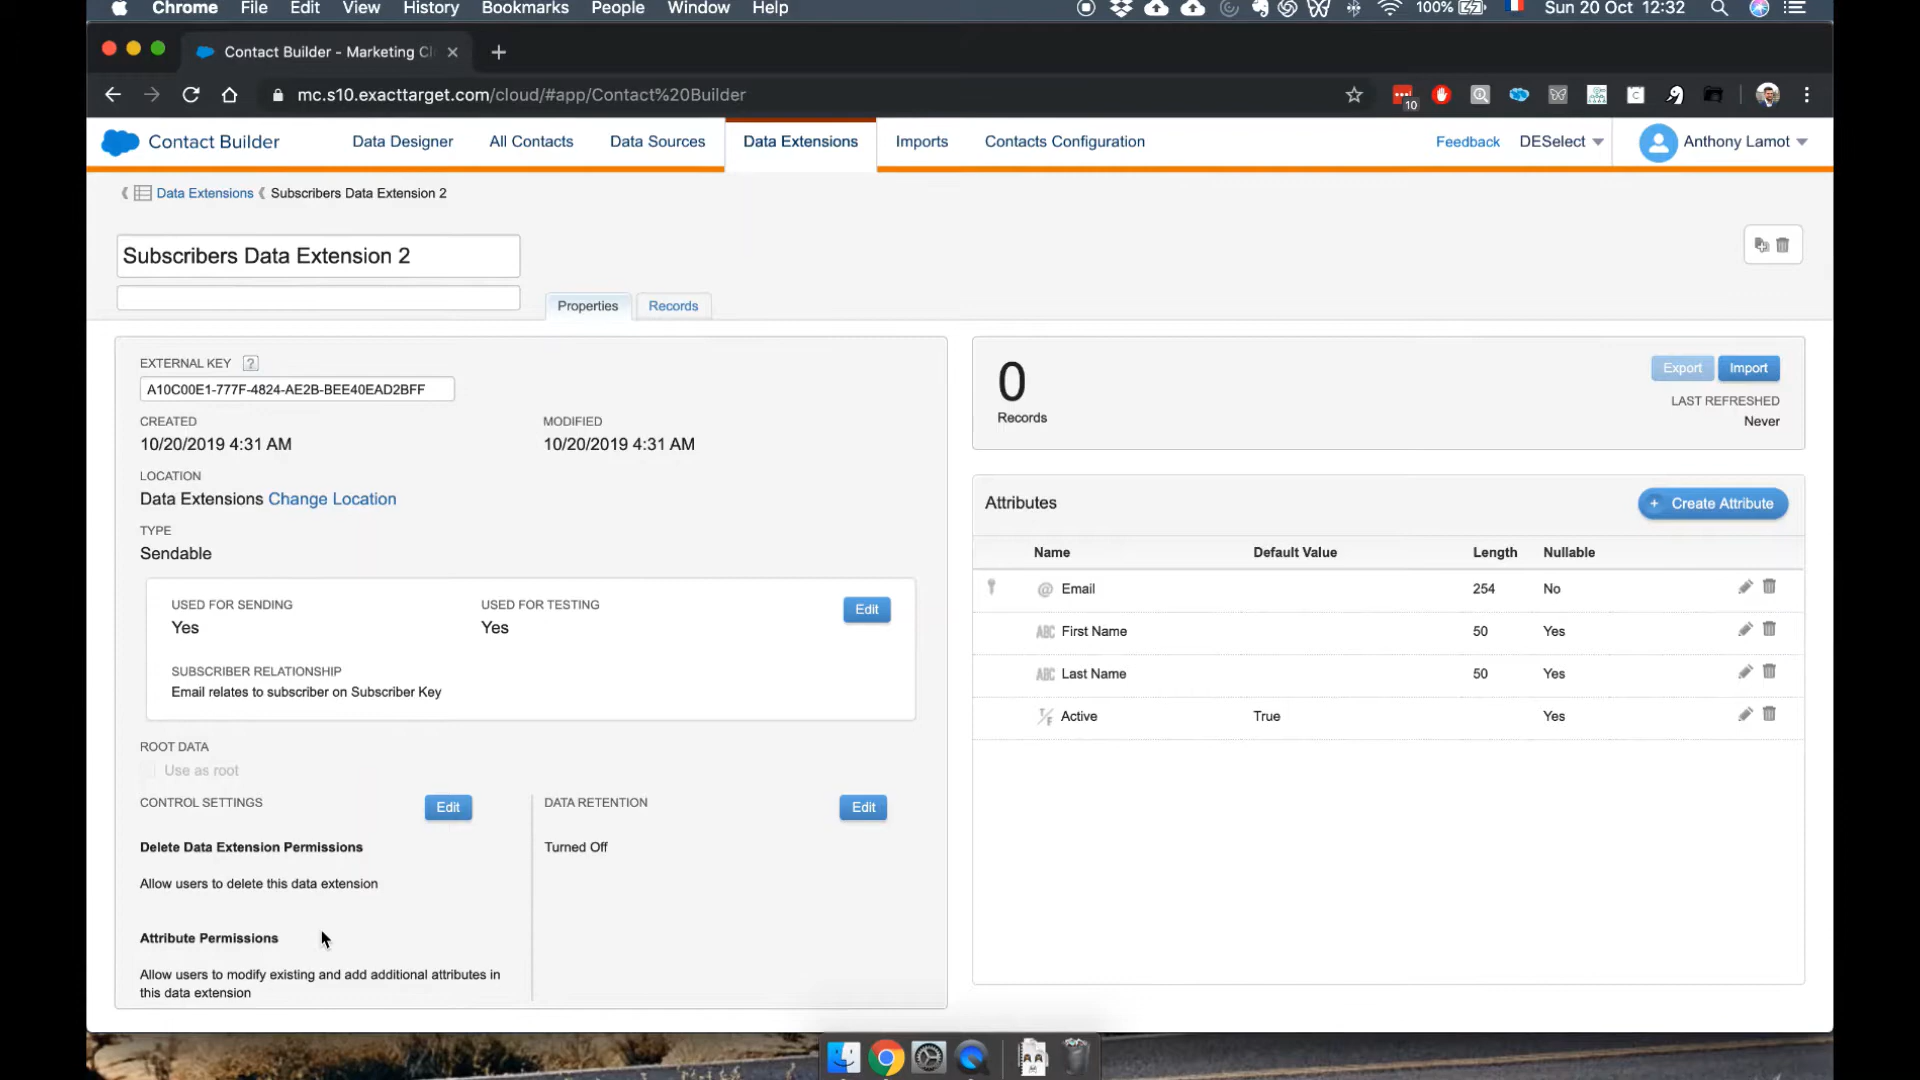 Chrome File Edit View History Bookmarks People Window Help 100% Sun 20 Oct 12:32
Contact Builder - Marketing Cl
mc.s10.exacttarget.com/cloud/#app/Contact%20Builder 10
Contact Builder Data Designer All Contacts Data Sources Data Extensions Imports Contacts Configuration Feedback DESelect Anthony Lamot
Data Extensions Subscribers Data Extension 2
Subscribers Data Extension 2
Properties Records
EXTERNAL KEY ?
A10C00E1-777F-4824-AE2B-BEE40EAD2BFF
CREATED MODIFIED
10/20/2019 4:31 AM 10/20/2019 4:31 AM
LOCATION
Data Extensions Change Location
TYPE
Sendable
USED FOR SENDING USED FOR TESTING Edit
Yes Yes
SUBSCRIBER RELATIONSHIP
Email relates to subscriber on Subscriber Key
ROOT DATA
Use as root
CONTROL SETTINGS Edit DATA RETENTION Edit
Delete Data Extension Permissions Turned Off
Allow users to delete this data extension
Attribute Permissions
Allow users to modify existing and add additional attributes in
this data extension
0
Records
Export Import
LAST REFRESHED
Never
Attributes + Create Attribute
Name Default Value Length Nullable
@ Email 254 No
ABC First Name 50 Yes
ABC Last Name 50 Yes
T/F Active True Yes